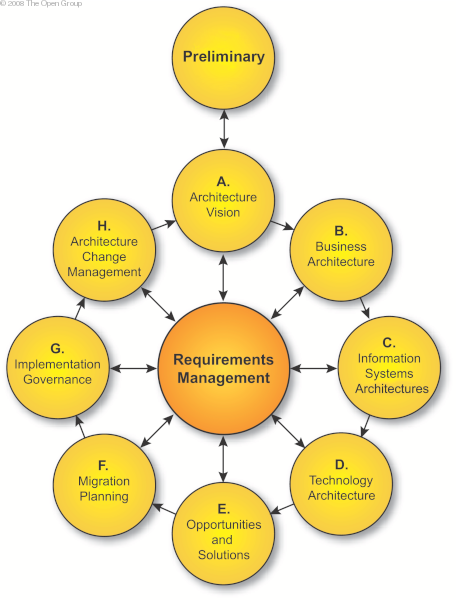 © 2008 The Open Group
Preliminary
A.
Architecture
Vision
B.
Business
Architecture
C.
Information
Systems
Architectures
D.
Technology
Architecture
E.
Opportunities
and
Solutions
F.
Migration
Planning
G.
Implementation
Governance
H.
Architecture
Change
Management
Requirements
Management